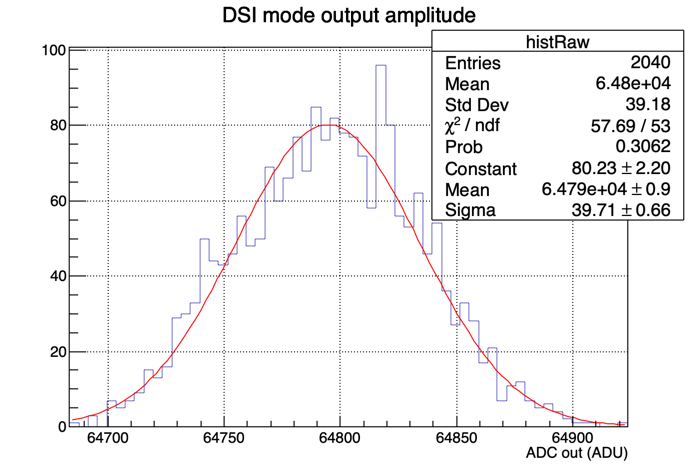 DSI mode output amplitude
histRaw
Entries 2040
Mean 6.48e+04
Std Dev 39.18
χ² / ndf 57.69 / 53
Prob 0.3062
Constant 80.23 ± 2.20
Mean 6.479e+04 ± 0.9
Sigma 39.71 ± 0.66
100
80
60
40
20
0
64700 64750 64800 64850 64900
ADC out (ADU)